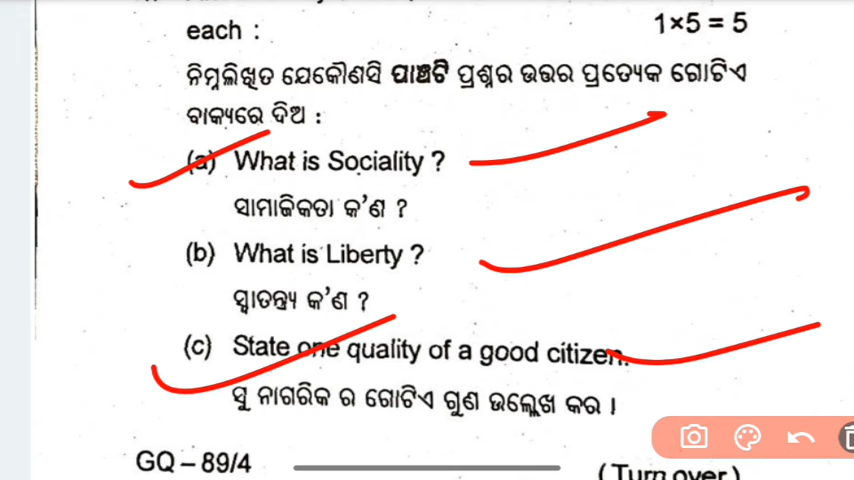 each : 1×5 = 5
ନିମ୍ନଲିଖିତ ଯେକୌଣସି ପାଞ୍ଚଟି ପ୍ରଶ୍ନର ଉତ୍ତର ପ୍ରତ୍ୟେକ ଗୋଟିଏ
ବାକ୍ୟରେ ଦିଅ :
(a) What is Sociality ?
ସାମାଜିକତା କ'ଣ ?
(b) What is Liberty ?
ସ୍ୱାତନ୍ତ୍ର୍ୟ କ'ଣ ?
(c) State one quality of a good citizen.
ସୁ ନାଗରିକ ର ଗୋଟିଏ ଗୁଣ ଉଲ୍ଲେଖ କର ।
GQ – 89/4 (Turn over)